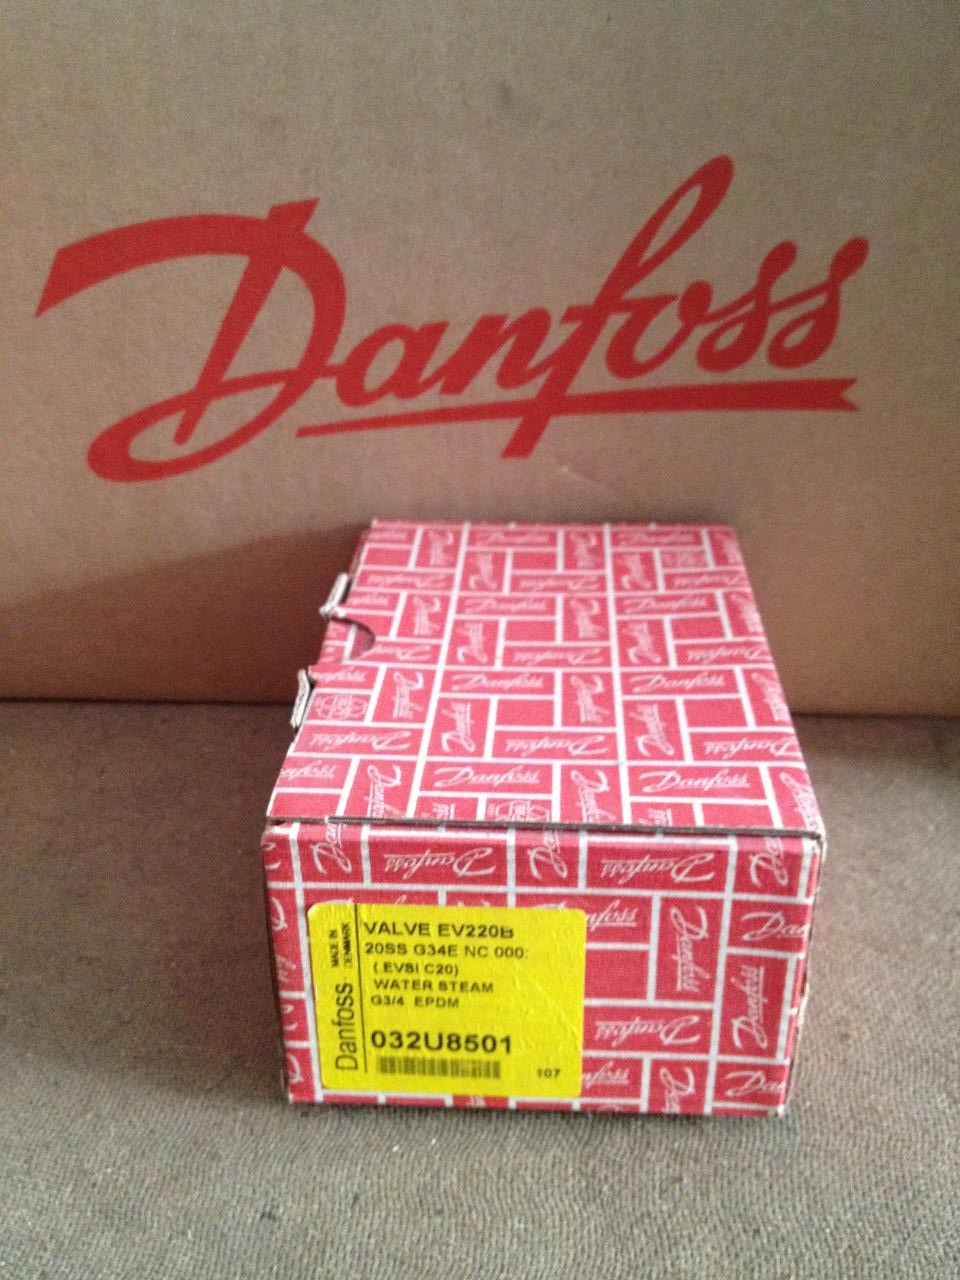 Danfoss
MADE IN
DENMARK
Danfoss
VALVE EV220B
20SS G34E NC 000:
(EVSI C20)
WATER STEAM
G3/4 EPDM
032U8501
107